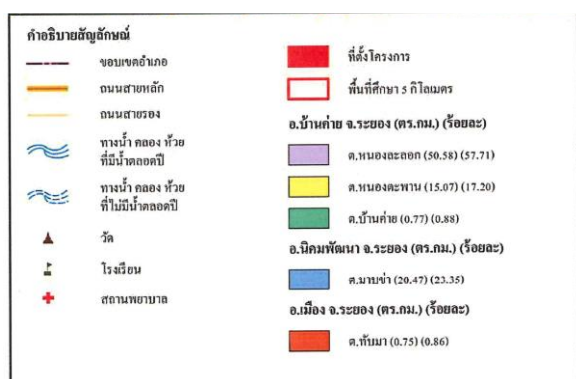 คำอธิบายสัญลักษณ์
ขอบเขตอำเภอ
ถนนสายหลัก
ถนนสายรอง
ทางน้ำ คลอง ห้วย
ที่มีน้ำตลอดปี
ทางน้ำ คลอง ห้วย
ที่ไม่มีน้ำตลอดปี
วัด
โรงเรียน
สถานพยาบาล
ที่ตั้งโครงการ
พื้นที่ศึกษา 5 กิโลเมตร
อ.บ้านค่าย จ.ระยอง (ตร.กม.) (ร้อยละ)
ต.หนองละลอก (50.58) (57.71)
ต.หนองตะพาน (15.07) (17.20)
ต.บ้านค่าย (0.77) (0.88)
อ.นิคมพัฒนา จ.ระยอง (ตร.กม.) (ร้อยละ)
ต.มาบข่า (20.47) (23.35)
อ.เมือง จ.ระยอง (ตร.กม.) (ร้อยละ)
ต.ทับมา (0.75) (0.86)